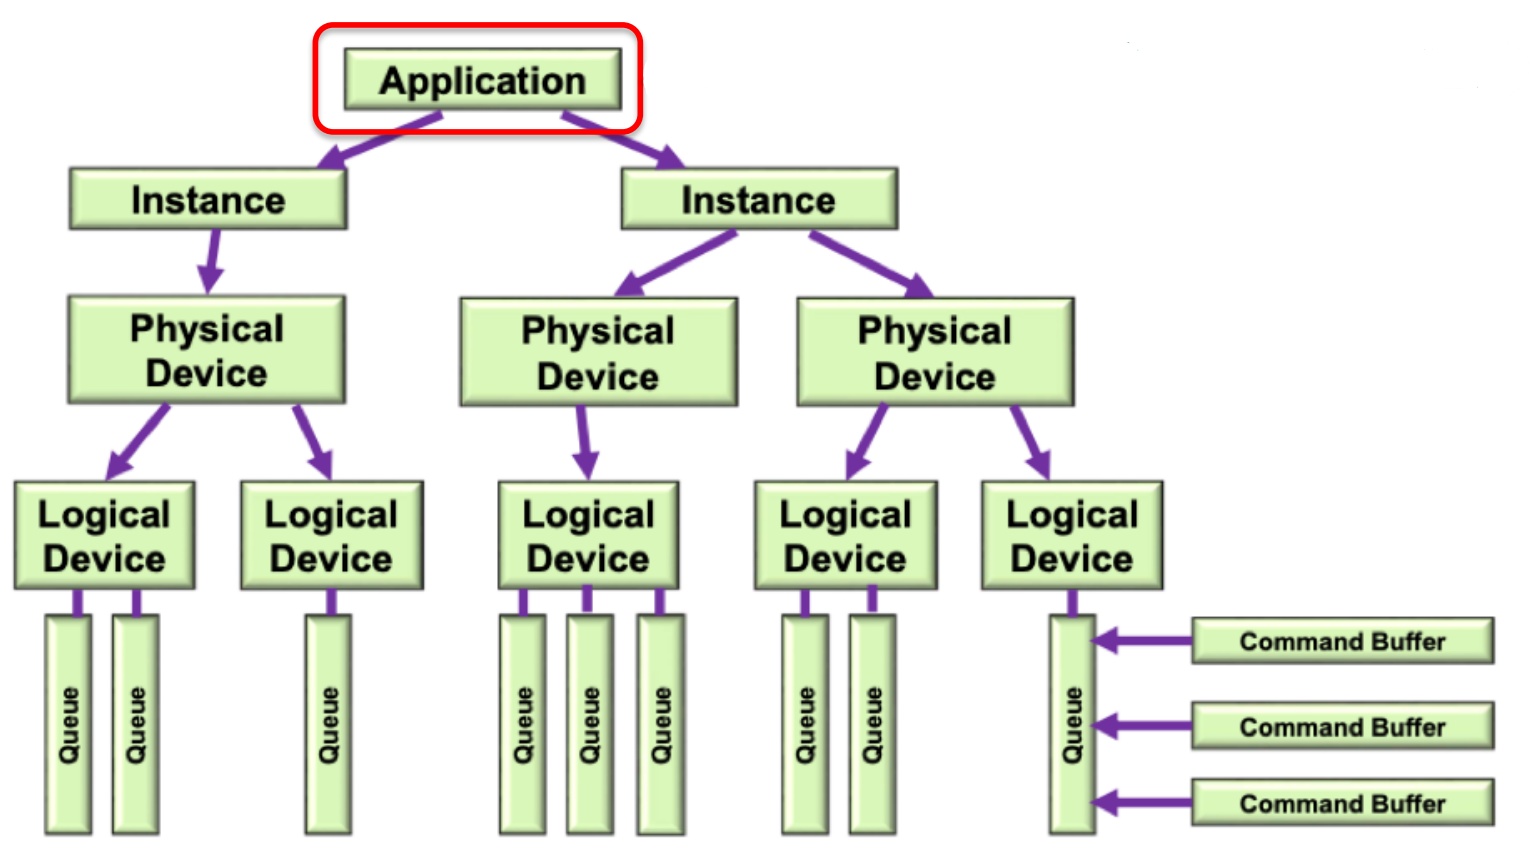 Application
Instance
Instance
Physical
Device
Physical
Device
Physical
Device
Logical
Device
Logical
Device
Logical
Device
Logical
Device
Logical
Device
Queue
Queue
Queue
Queue
Queue
Queue
Queue
Queue
Queue
Command Buffer
Command Buffer
Command Buffer